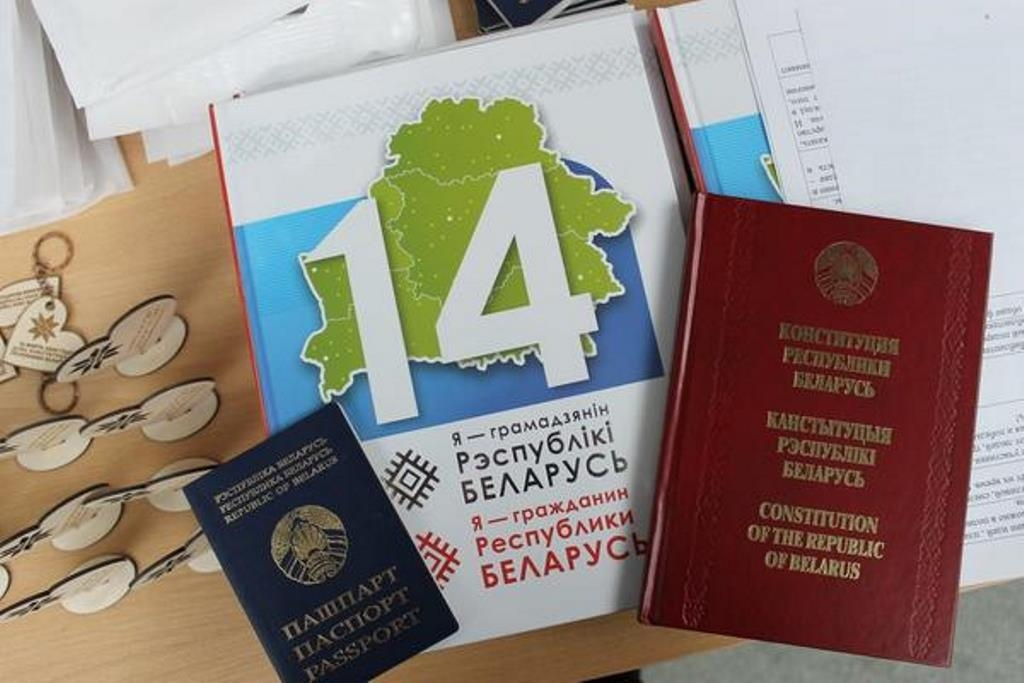 14
Я — грамадзянін
Рэспублікі
БЕЛАРУСЬ
Я — гражданин
Республики
БЕЛАРУСЬ
РЭСПУБЛІКА БЕЛАРУСЬ
РЕСПУБЛИКА БЕЛАРУСЬ
REPUBLIC OF BELARUS
ПАШПАРТ
ПАСПОРТ
PASSPORT
КОНСТИТУЦИЯ
РЕСПУБЛИКИ
БЕЛАРУСЬ
КАНСТЫТУЦЫЯ
РЭСПУБЛІКІ
БЕЛАРУСЬ
CONSTITUTION
OF THE REPUBLIC
OF BELARUS